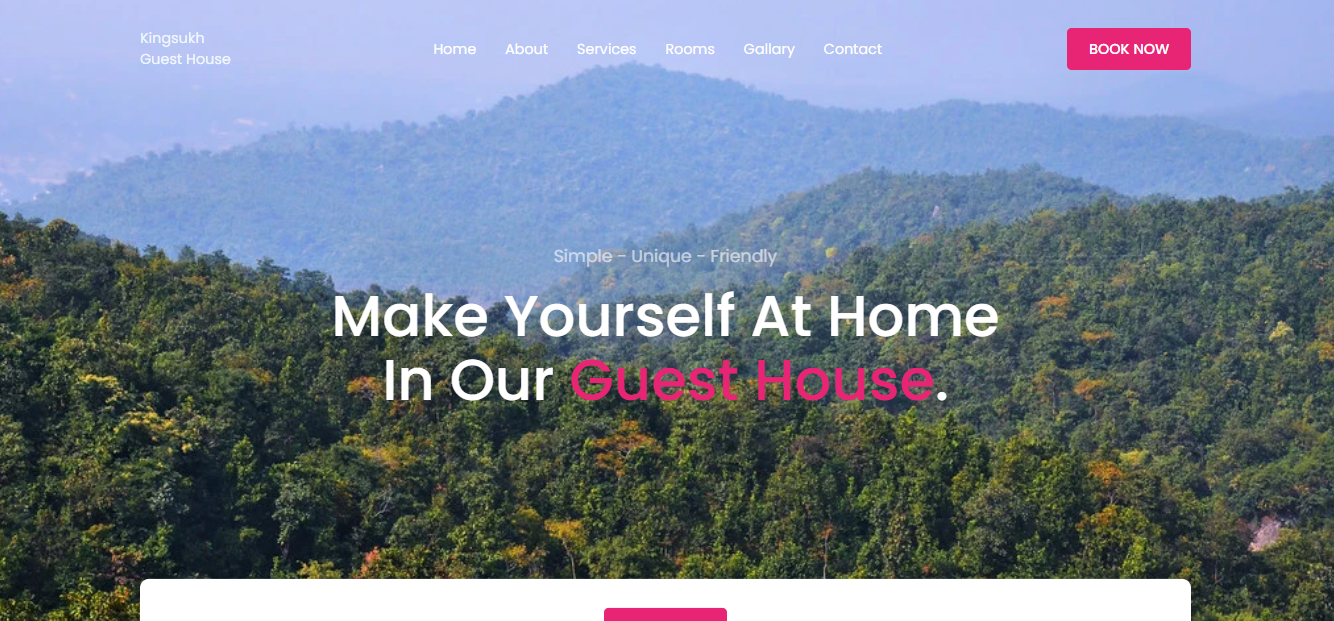 Kingsukh
Guest House
Home About Services Rooms Gallary Contact
BOOK NOW
Simple - Unique - Friendly
Make Yourself At Home
In Our Guest House.